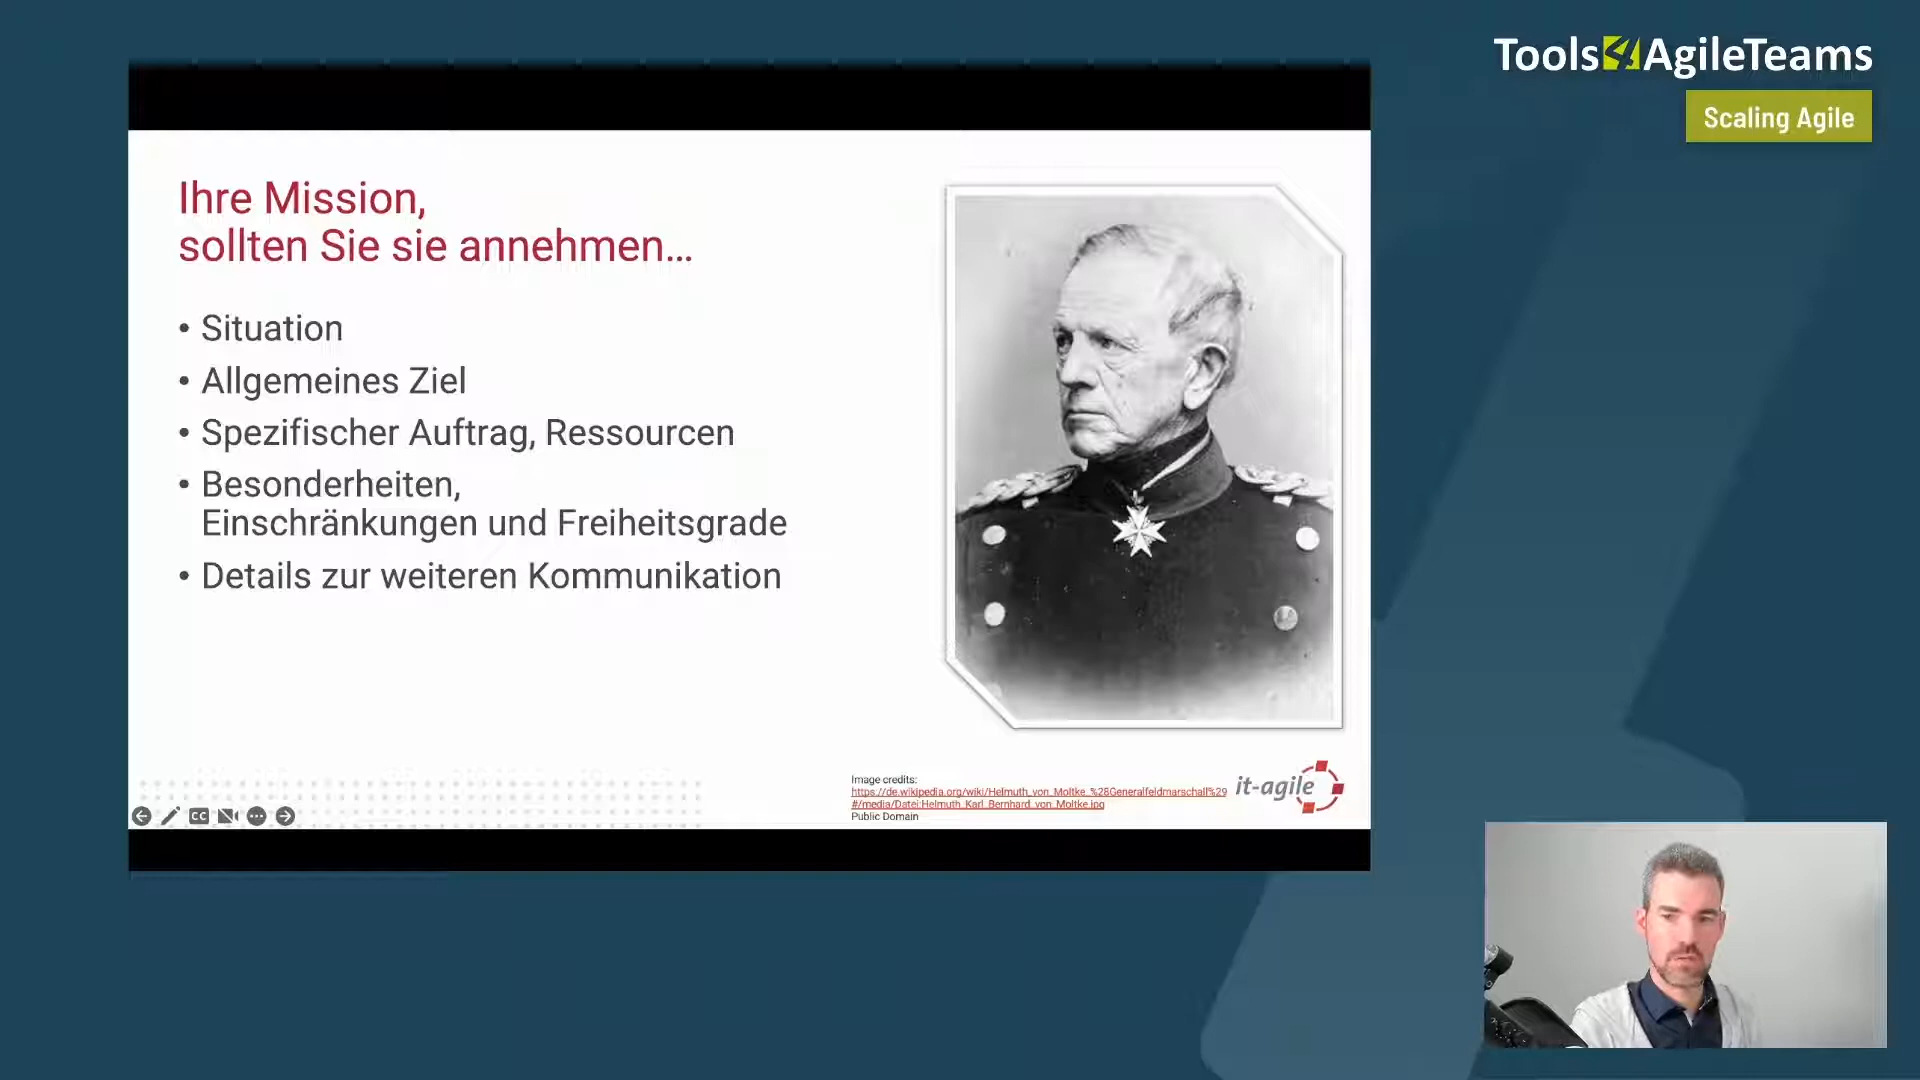 Tools4AgileTeams
Scaling Agile
Ihre Mission,
sollten Sie sie annehmen...
• Situation
• Allgemeines Ziel
• Spezifischer Auftrag, Ressourcen
• Besonderheiten,
Einschränkungen und Freiheitsgrade
• Details zur weiteren Kommunikation
Image credits:
https://de.wikipedia.org/wiki/Helmuth_von_Moltke_%28Generalfeldmarschall%29
#/media/Datei:Helmuth_Karl_Bernhard_von_Moltke.jpg
Public Domain
it-agile
CC